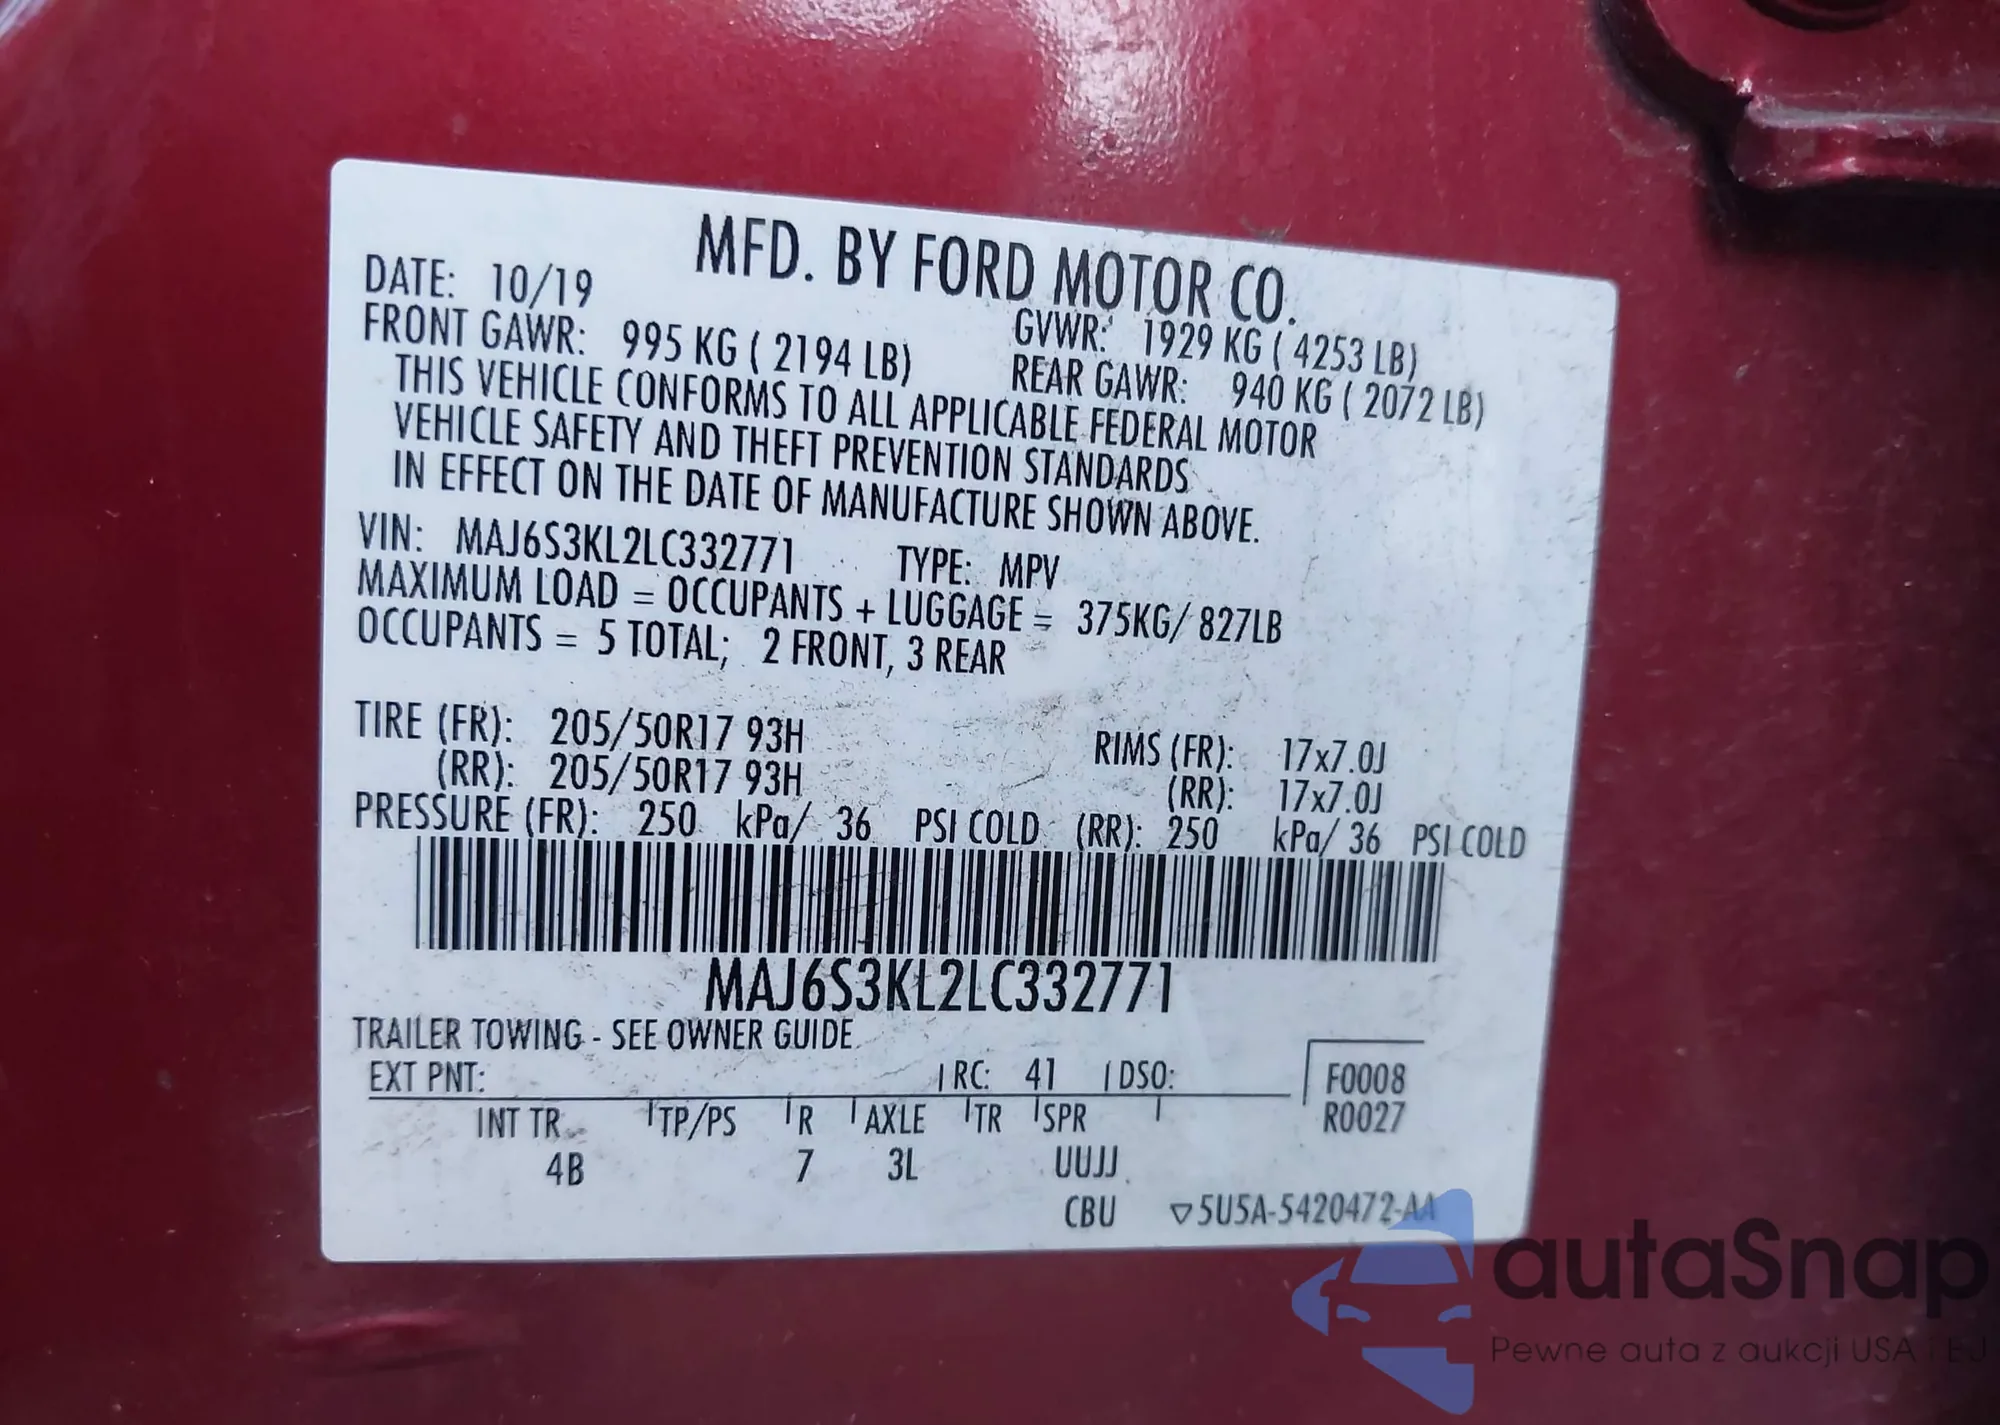 MFD. BY FORD MOTOR CO.
DATE: 10/19
GVWR: 1929 KG ( 4253 LB)
FRONT GAWR: 995 KG ( 2194 LB)
REAR GAWR: 940 KG ( 2072 LB)
THIS VEHICLE CONFORMS TO ALL APPLICABLE FEDERAL MOTOR
VEHICLE SAFETY AND THEFT PREVENTION STANDARDS
IN EFFECT ON THE DATE OF MANUFACTURE SHOWN ABOVE.
VIN: MAJ6S3KL2LC332771 TYPE: MPV
MAXIMUM LOAD = OCCUPANTS + LUGGAGE = 375KG/ 827LB
OCCUPANTS = 5 TOTAL; 2 FRONT, 3 REAR
TIRE (FR): 205/50R17 93H RIMS (FR): 17x7.0J
(RR): 205/50R17 93H (RR): 17x7.0J
PRESSURE (FR): 250 kPa/ 36 PSI COLD (RR): 250 kPa/ 36 PSI COLD
MAJ6S3KL2LC332771
TRAILER TOWING - SEE OWNER GUIDE
EXT PNT: RC: 41 DSO: F0008
INT TR TP/PS R AXLE TR SPR R0027
4B 7 3L UUJJ
CBU ▽5U5A-5420472-AA
autaSnap
Pewne auta z aukcji USA i EU